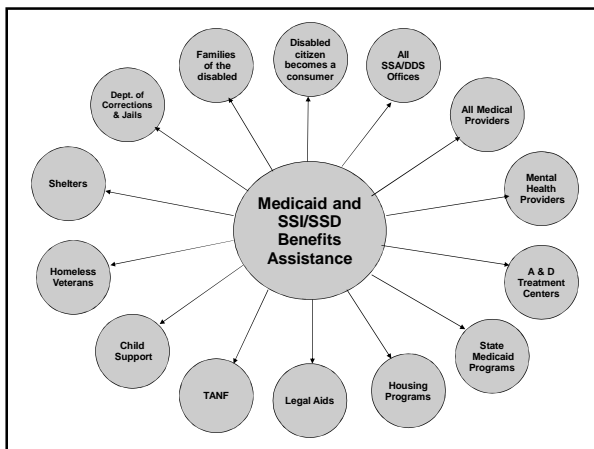 Disabled
citizen
becomes a
consumer
All
SSA/DDS
Offices
All Medical
Providers
Mental
Health
Providers
A & D
Treatment
Centers
State
Medicaid
Programs
Housing
Programs
Legal Aids
TANF
Child
Support
Homeless
Veterans
Shelters
Dept. of
Corrections
& Jails
Families
of the
disabled
Medicaid and
SSI/SSD
Benefits
Assistance